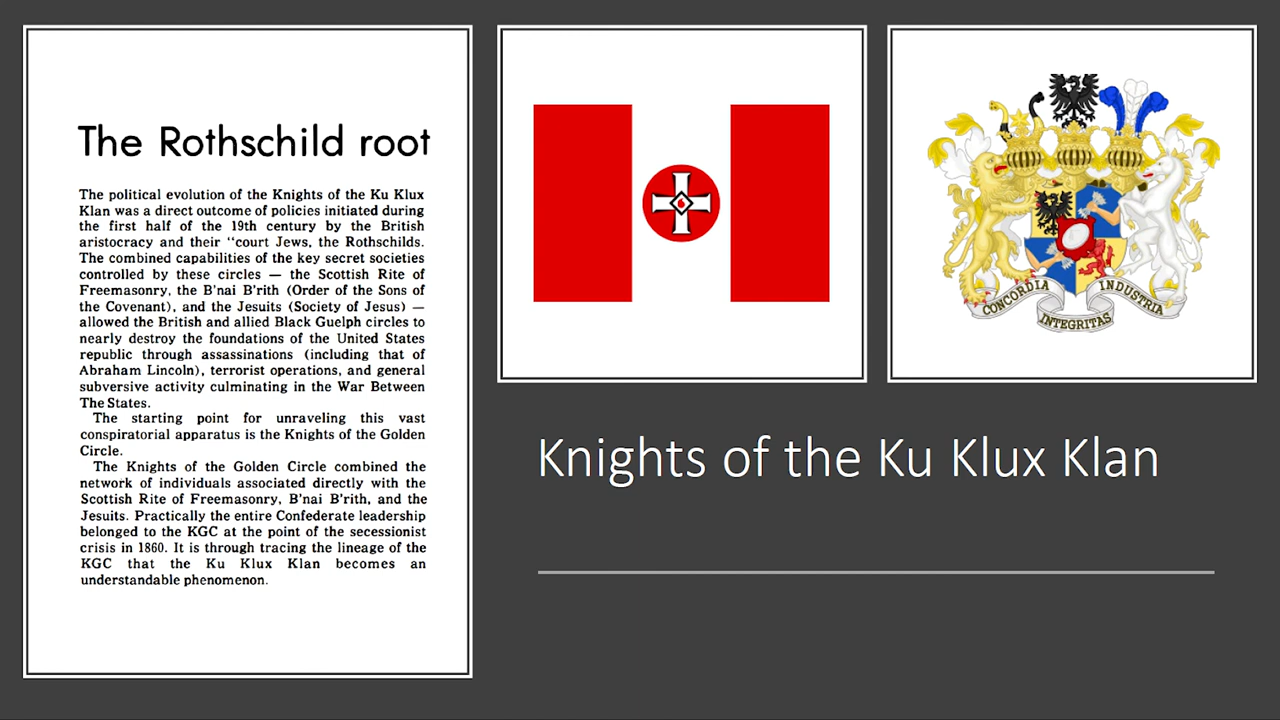 The Rothschild root
The political evolution of the Knights of the Ku Klux
Klan was a direct outcome of policies initiated during
the first half of the 19th century by the British
aristocracy and their “court Jews, the Rothschilds.
The combined capabilities of the key secret societies
controlled by these circles — the Scottish Rite of
Freemasonry, the B'nai B'rith (Order of the Sons of
the Covenant), and the Jesuits (Society of Jesus) —
allowed the British and allied Black Guelph circles to
nearly destroy the foundations of the United States
republic through assassinations (including that of
Abraham Lincoln), terrorist operations, and general
subversive activity culminating in the War Between
The States.
The starting point for unraveling this vast
conspiratorial apparatus is the Knights of the Golden
Circle.
The Knights of the Golden Circle combined the
network of individuals associated directly with the
Scottish Rite of Freemasonry, B'nai B'rith, and the
Jesuits. Practically the entire Confederate leadership
belonged to the KGC at the point of the secessionist
crisis in 1860. It is through tracing the lineage of the
KGC that the Ku Klux Klan becomes an
understandable phenomenon.
CONCORDIA
INTEGRITAS
INDUSTRIA
Knights of the Ku Klux Klan